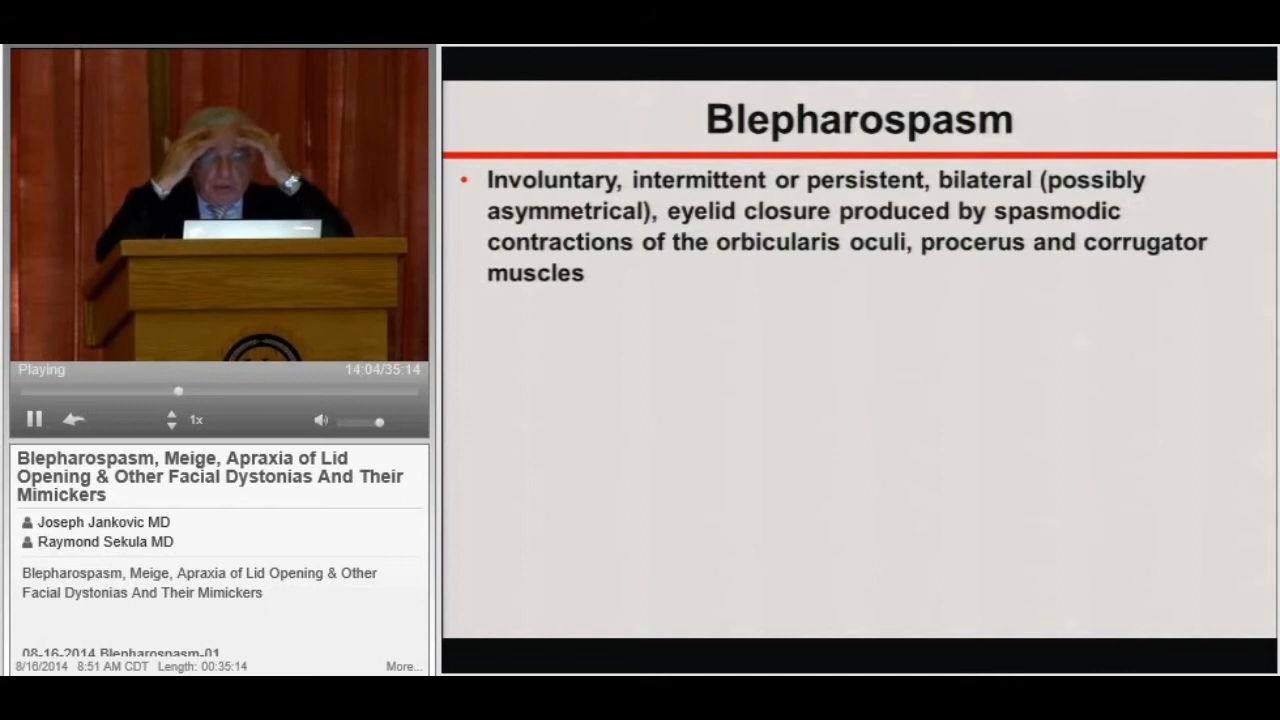 Playing
14:04/35:14
1x
Blepharospasm, Meige, Apraxia of Lid
Opening & Other Facial Dystonias And Their
Mimickers
Joseph Jankovic MD
Raymond Sekula MD
Blepharospasm, Meige, Apraxia of Lid Opening & Other
Facial Dystonias And Their Mimickers
08-16-2014 Blepharospasm-01
8/16/2014 8:51 AM CDT Length: 00:35:14 More...
Blepharospasm
• Involuntary, intermittent or persistent, bilateral (possibly
asymmetrical), eyelid closure produced by spasmodic
contractions of the orbicularis oculi, procerus and corrugator
muscles